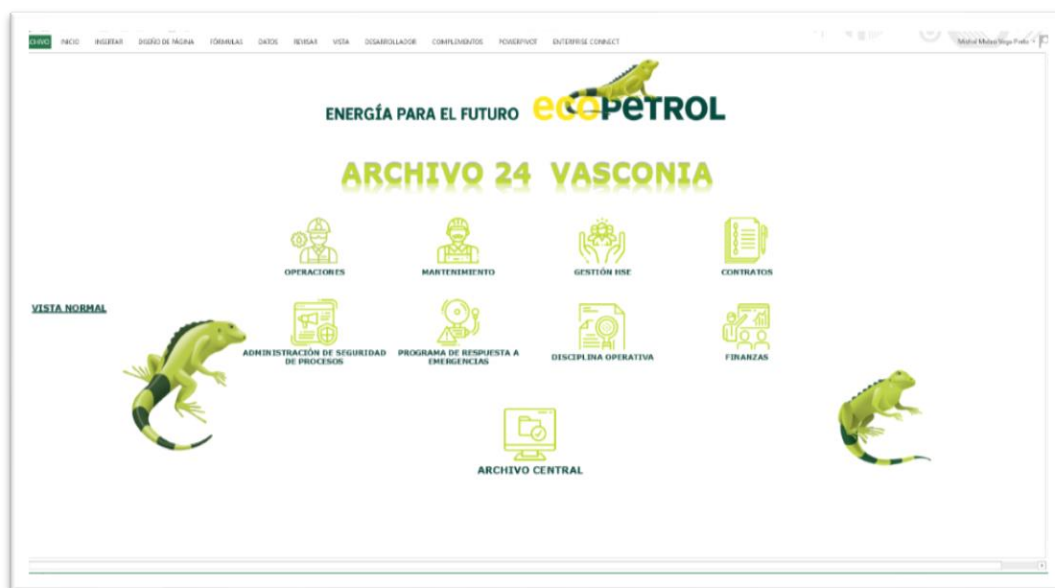 ARCHIVO INICIO INSERTAR DISEÑO DE PÁGINA FÓRMULAS DATOS REVISAR VISTA DESARROLLADOR COMPLEMENTOS POWERPIVOT ENTERPRISE CONNECT
ENERGÍA PARA EL FUTURO ecopetrol
ARCHIVO 24 VASCONIA
OPERACIONES MANTENIMIENTO GESTIÓN HSE CONTRATOS
VISTA NORMAL
ADMINISTRACIÓN DE SEGURIDAD
DE PROCESOS
PROGRAMA DE RESPUESTA A
EMERGENCIAS
DISCIPLINA OPERATIVA
FINANZAS
ARCHIVO CENTRAL